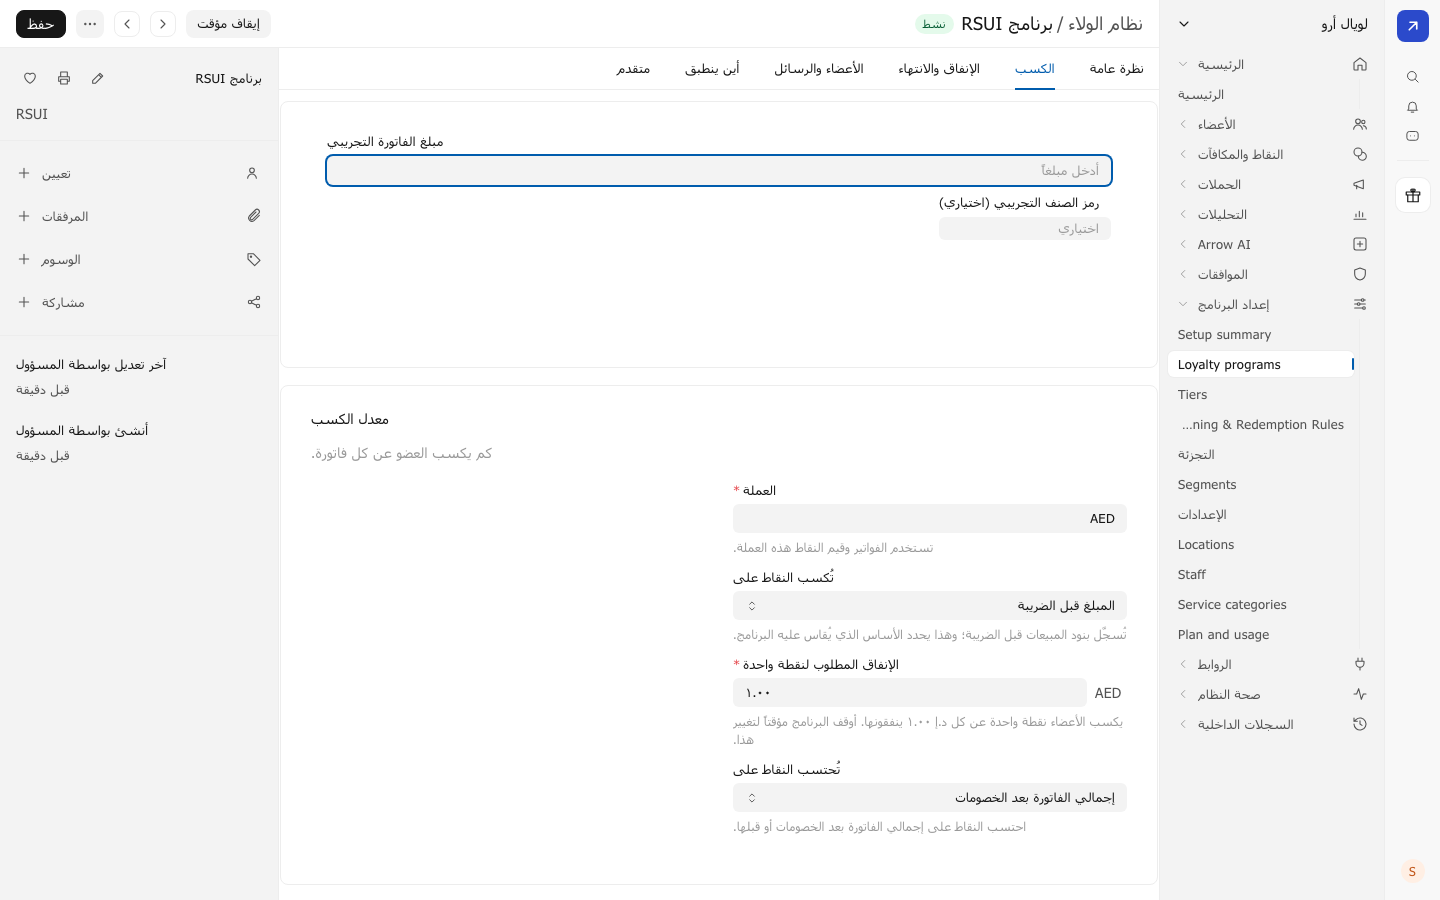 لويال أرو
الرئيسية
الرئيسية
الأعضاء
النقاط والمكافآت
الحملات
التحليلات
Arrow AI
الموافقات
إعداد البرنامج
Setup summary
Loyalty programs
Tiers
...ning & Redemption Rules
التجزئة
Segments
الإعدادات
Locations
Staff
Service categories
Plan and usage
الروابط
صحة النظام
السجلات الداخلية
S
نظام الولاء / برنامج RSUI نشط
إيقاف مؤقت
حفظ
نظرة عامة
الكسب
الإنفاق والانتهاء
الأعضاء والرسائل
أين ينطبق
متقدم
مبلغ الفاتورة التجريبي
أدخل مبلغاً
رمز الصنف التجريبي (اختياري)
اختياري
معدل الكسب
كم يكسب العضو عن كل فاتورة.
العملة *
AED
تستخدم الفواتير وقيم النقاط هذه العملة.
تُكسب النقاط على
المبلغ قبل الضريبة
تُسجَّل بنود المبيعات قبل الضريبة؛ وهذا يحدد الأساس الذي يُقاس عليه البرنامج.
الإنفاق المطلوب لنقطة واحدة *
AED
١.٠٠
يكسب الأعضاء نقطة واحدة عن كل د.إ ١.٠٠ ينفقونها. أوقف البرنامج مؤقتاً لتغيير
هذا.
تُحتسب النقاط على
إجمالي الفاتورة بعد الخصومات
احتسب النقاط على إجمالي الفاتورة بعد الخصومات أو قبلها.
برنامج RSUI
RSUI
تعيين
المرفقات
الوسوم
مشاركة
آخر تعديل بواسطة المسؤول
قبل دقيقة
أنشئ بواسطة المسؤول
قبل دقيقة